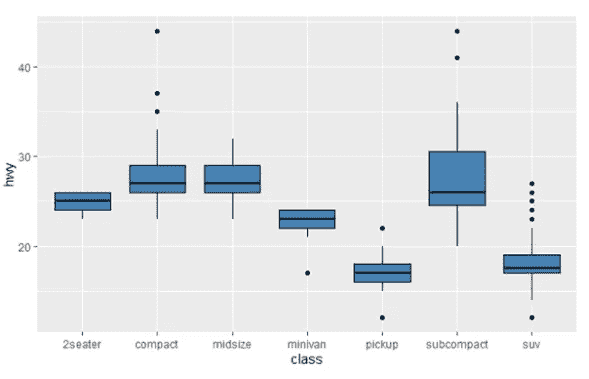 hwy
40
30
20
2seater compact midsize minivan pickup subcompact suv
class